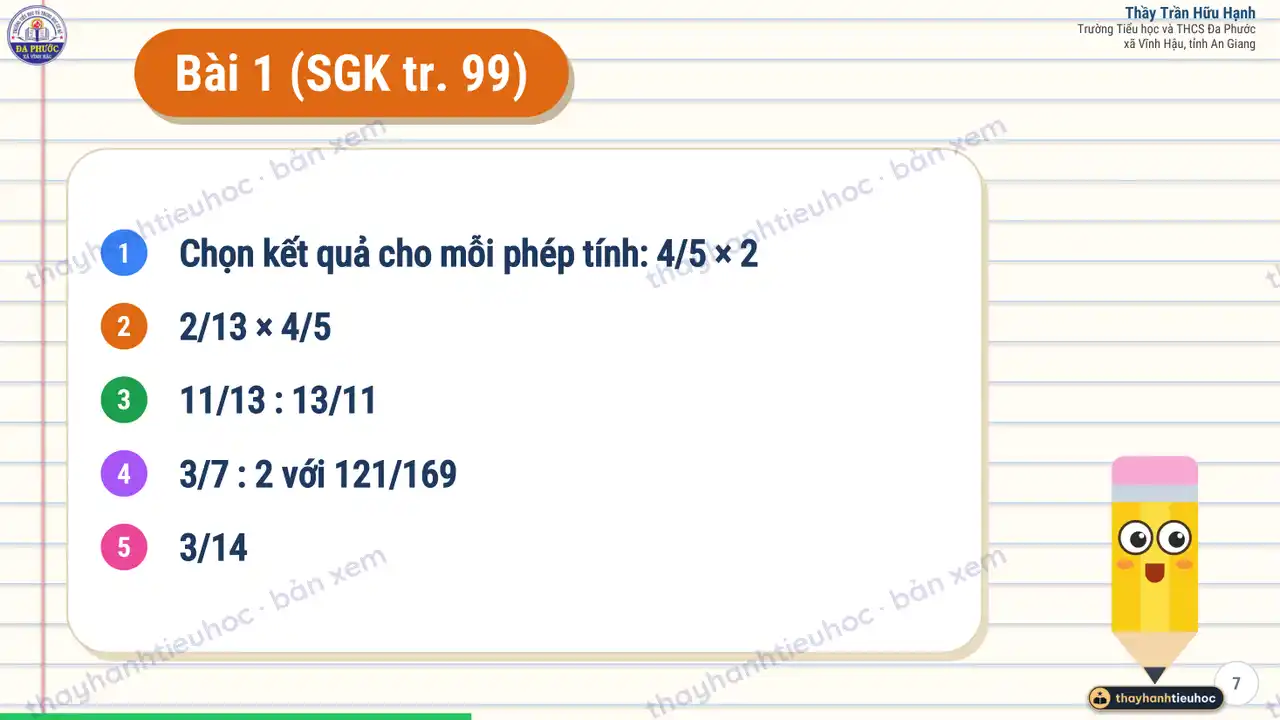 Thầy Trần Hữu Hạnh
Trường Tiểu học và THCS Đa Phước
xã Vĩnh Hậu, tỉnh An Giang
ĐA PHƯỚC
XÃ VĨNH HẬU
Bài 1 (SGK tr. 99)
1 Chọn kết quả cho mỗi phép tính: 4/5 × 2
2 2/13 × 4/5
3 11/13 : 13/11
4 3/7 : 2 với 121/169
5 3/14
thayhanhtieuhoc · bản xem
thayhanhtieuhoc · bản xem
thayhanhtieuhoc · bản xem
thayhanhtieuhoc · bản xem
thayhanhtieuhoc
7